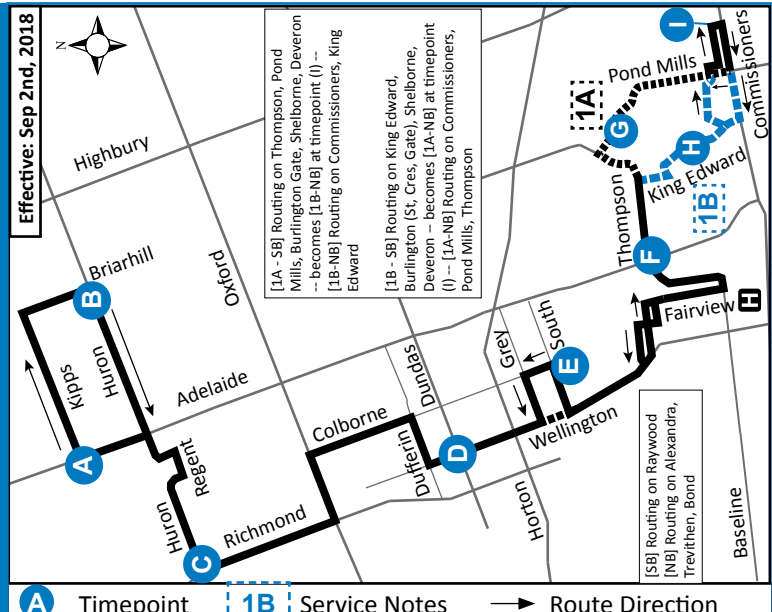 Effective: Sep 2nd, 2018
N
Highbury
Briarhill
Kipps
Huron
A
B
Oxford
Adelaide
Regent
Huron
C
Richmond
Colborne
Dufferin
Dundas
D
Horton
Grey
South
E
Wellington
Fairview
H
F
Thompson
1A
G
Pond Mills
I
H
King Edward
1B
Commissioners
Baseline
[1A - SB] Routing on Thompson, Pond
Mills, Burlington Gate, Shelborne, Deveron
-- becomes [1B-NB] at timepoint (I) --
[1B-NB] Routing on Commissioners, King
Edward
[1B - SB] Routing on King Edward,
Burlington (St, Cres, Gate), Shelborne,
Deveron -- becomes [1A-NB] at timepoint
(I) -- [1A-NB] Routing on Commissioners,
Pond Mills, Thompson
[SB] Routing on Raywood
[NB] Routing on Alexandra,
Trevithen, Bond
A Timepoint 1B Service Notes Route Direction